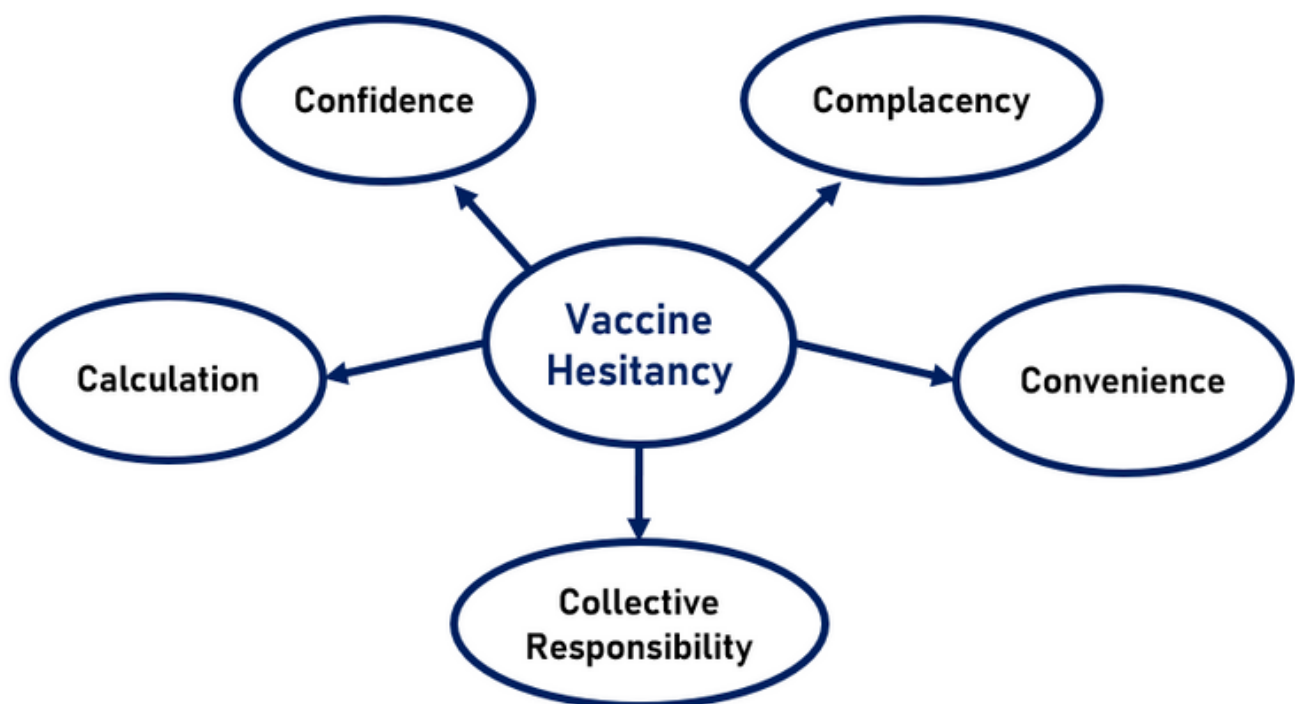 Confidence
Complacency
Vaccine
Hesitancy
Calculation
Convenience
Collective
Responsibility